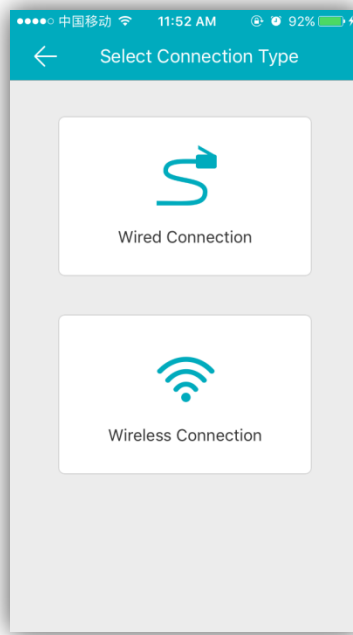 中国移动 11:52 AM 92%
Select Connection Type
Wired Connection
Wireless Connection